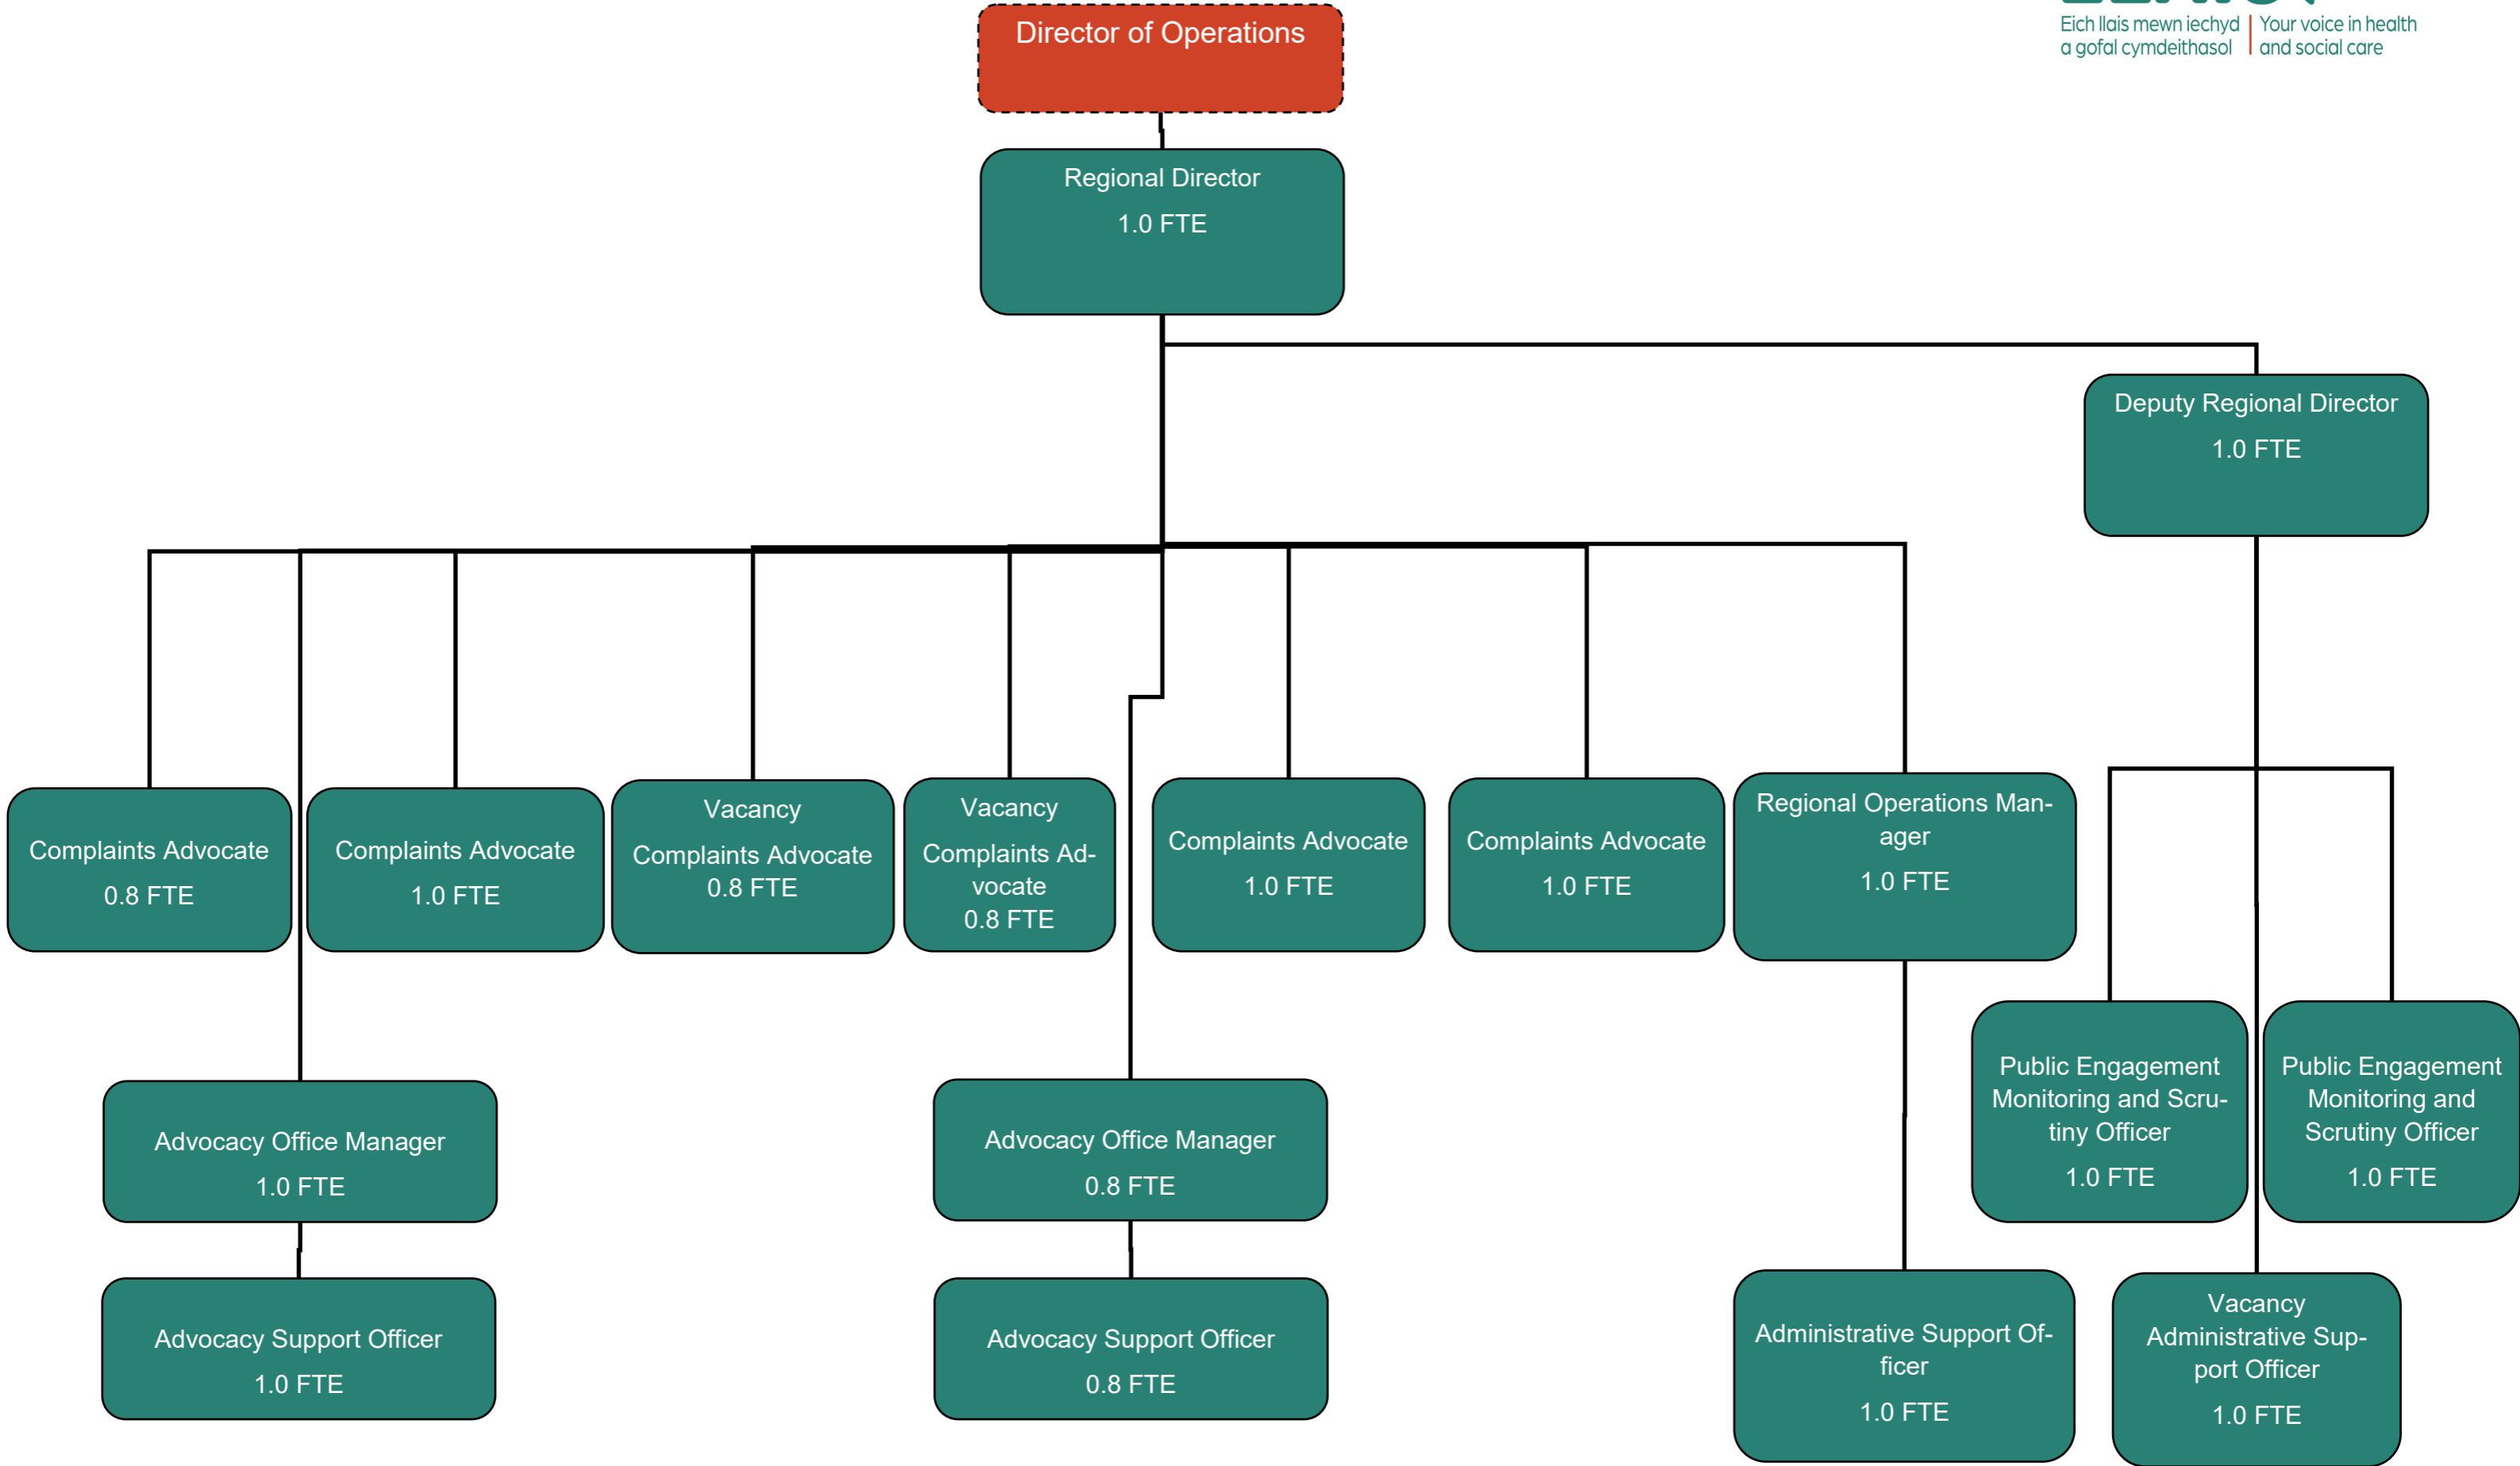 Eich llais mewn iechyd
a gofal cymdeithasol
Your voice in health
and social care
Director of Operations
Regional Director
1.0 FTE
Deputy Regional Director
1.0 FTE
Complaints Advocate
0.8 FTE
Complaints Advocate
1.0 FTE
Vacancy
Complaints Advocate
0.8 FTE
Vacancy
Complaints Ad-
vocate
0.8 FTE
Complaints Advocate
1.0 FTE
Complaints Advocate
1.0 FTE
Regional Operations Man-
ager
1.0 FTE
Public Engagement
Monitoring and Scru-
tiny Officer
1.0 FTE
Public Engagement
Monitoring and
Scrutiny Officer
1.0 FTE
Advocacy Office Manager
1.0 FTE
Advocacy Office Manager
0.8 FTE
Advocacy Support Officer
1.0 FTE
Advocacy Support Officer
0.8 FTE
Administrative Support Of-
ficer
1.0 FTE
Vacancy
Administrative Sup-
port Officer
1.0 FTE